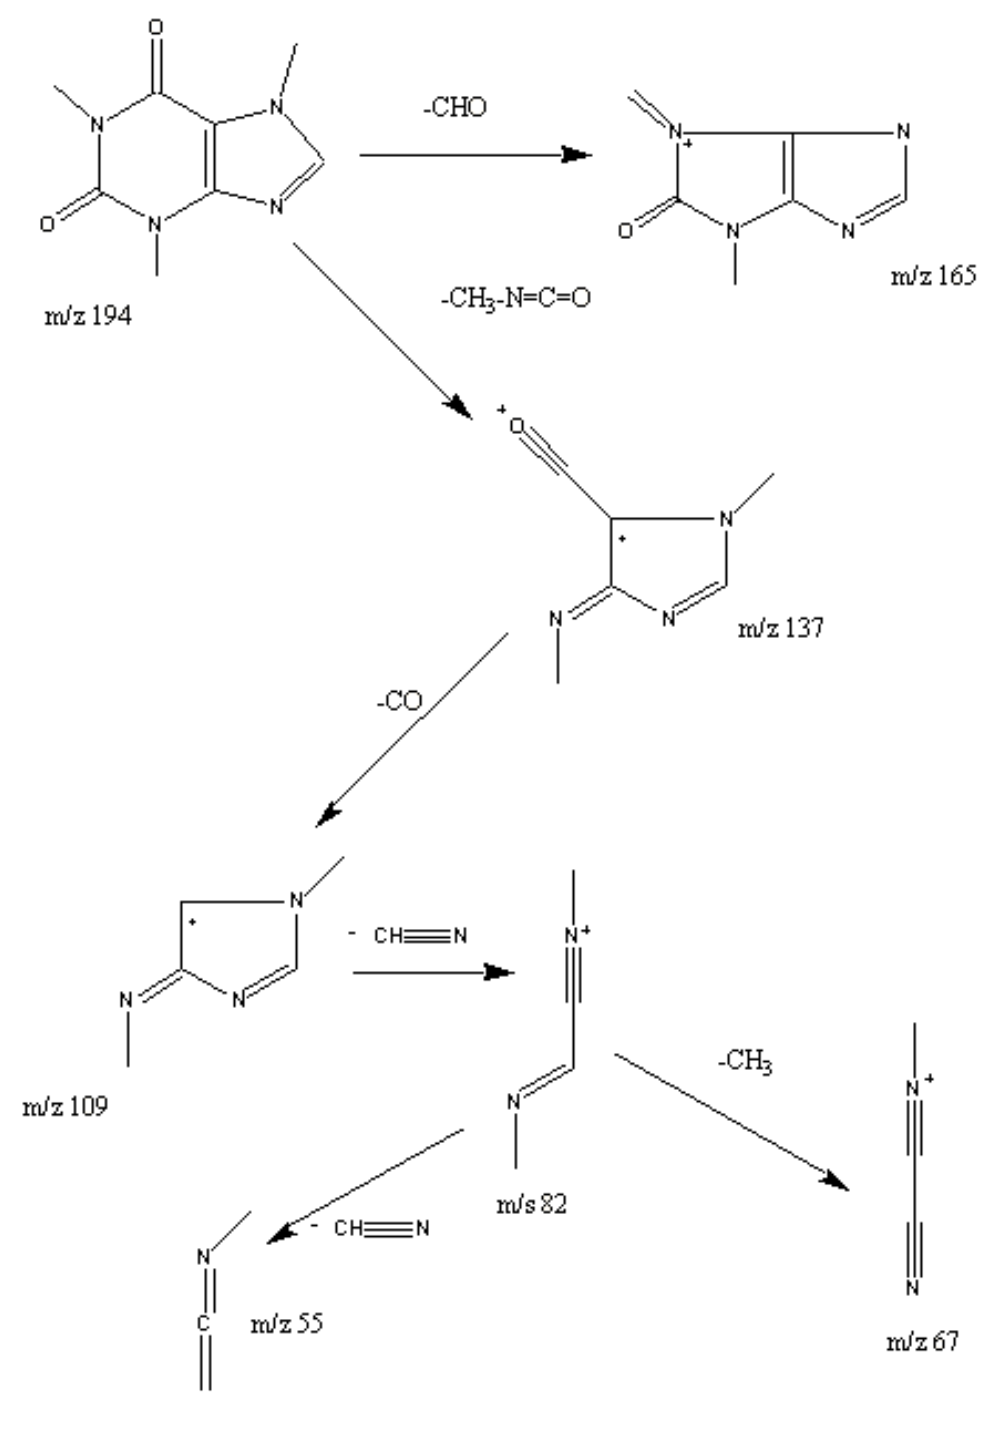 O
N
N
O
N
N
m/z 194
-CHO
N+
N
O
N
N
m/z 165
-CH3-N=C=O
+
O
N
+
N
N
m/z 137
-CO
N
+
N
N
m/z 109
- CH≡N
N+
N
m/s 82
-CH3
N+
N
m/z 67
- CH≡N
N
C
m/z 55